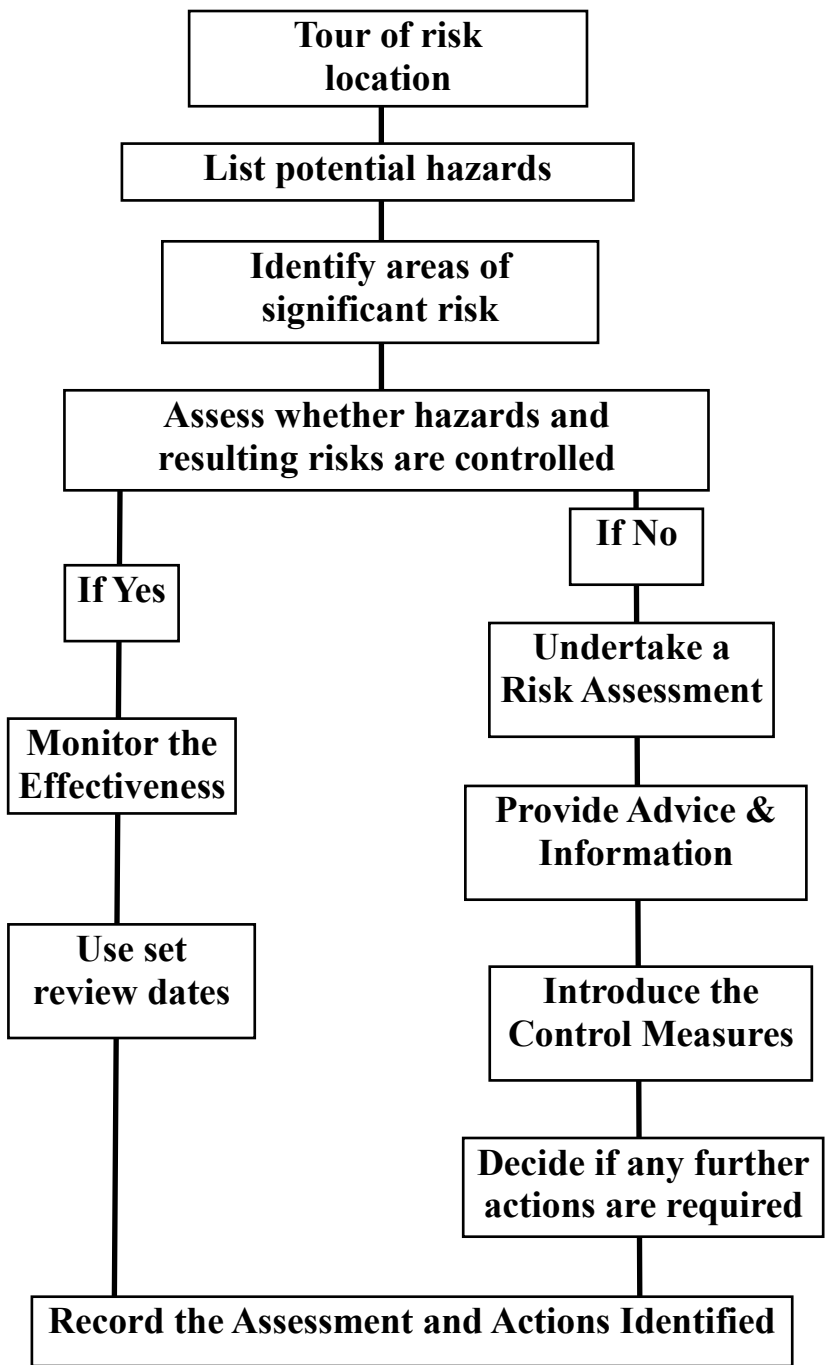 Tour of risk
location
List potential hazards
Identify areas of
significant risk
Assess whether hazards and
resulting risks are controlled
If Yes
Monitor the
Effectiveness
Use set
review dates
If No
Undertake a
Risk Assessment
Provide Advice &
Information
Introduce the
Control Measures
Decide if any further
actions are required
Record the Assessment and Actions Identified